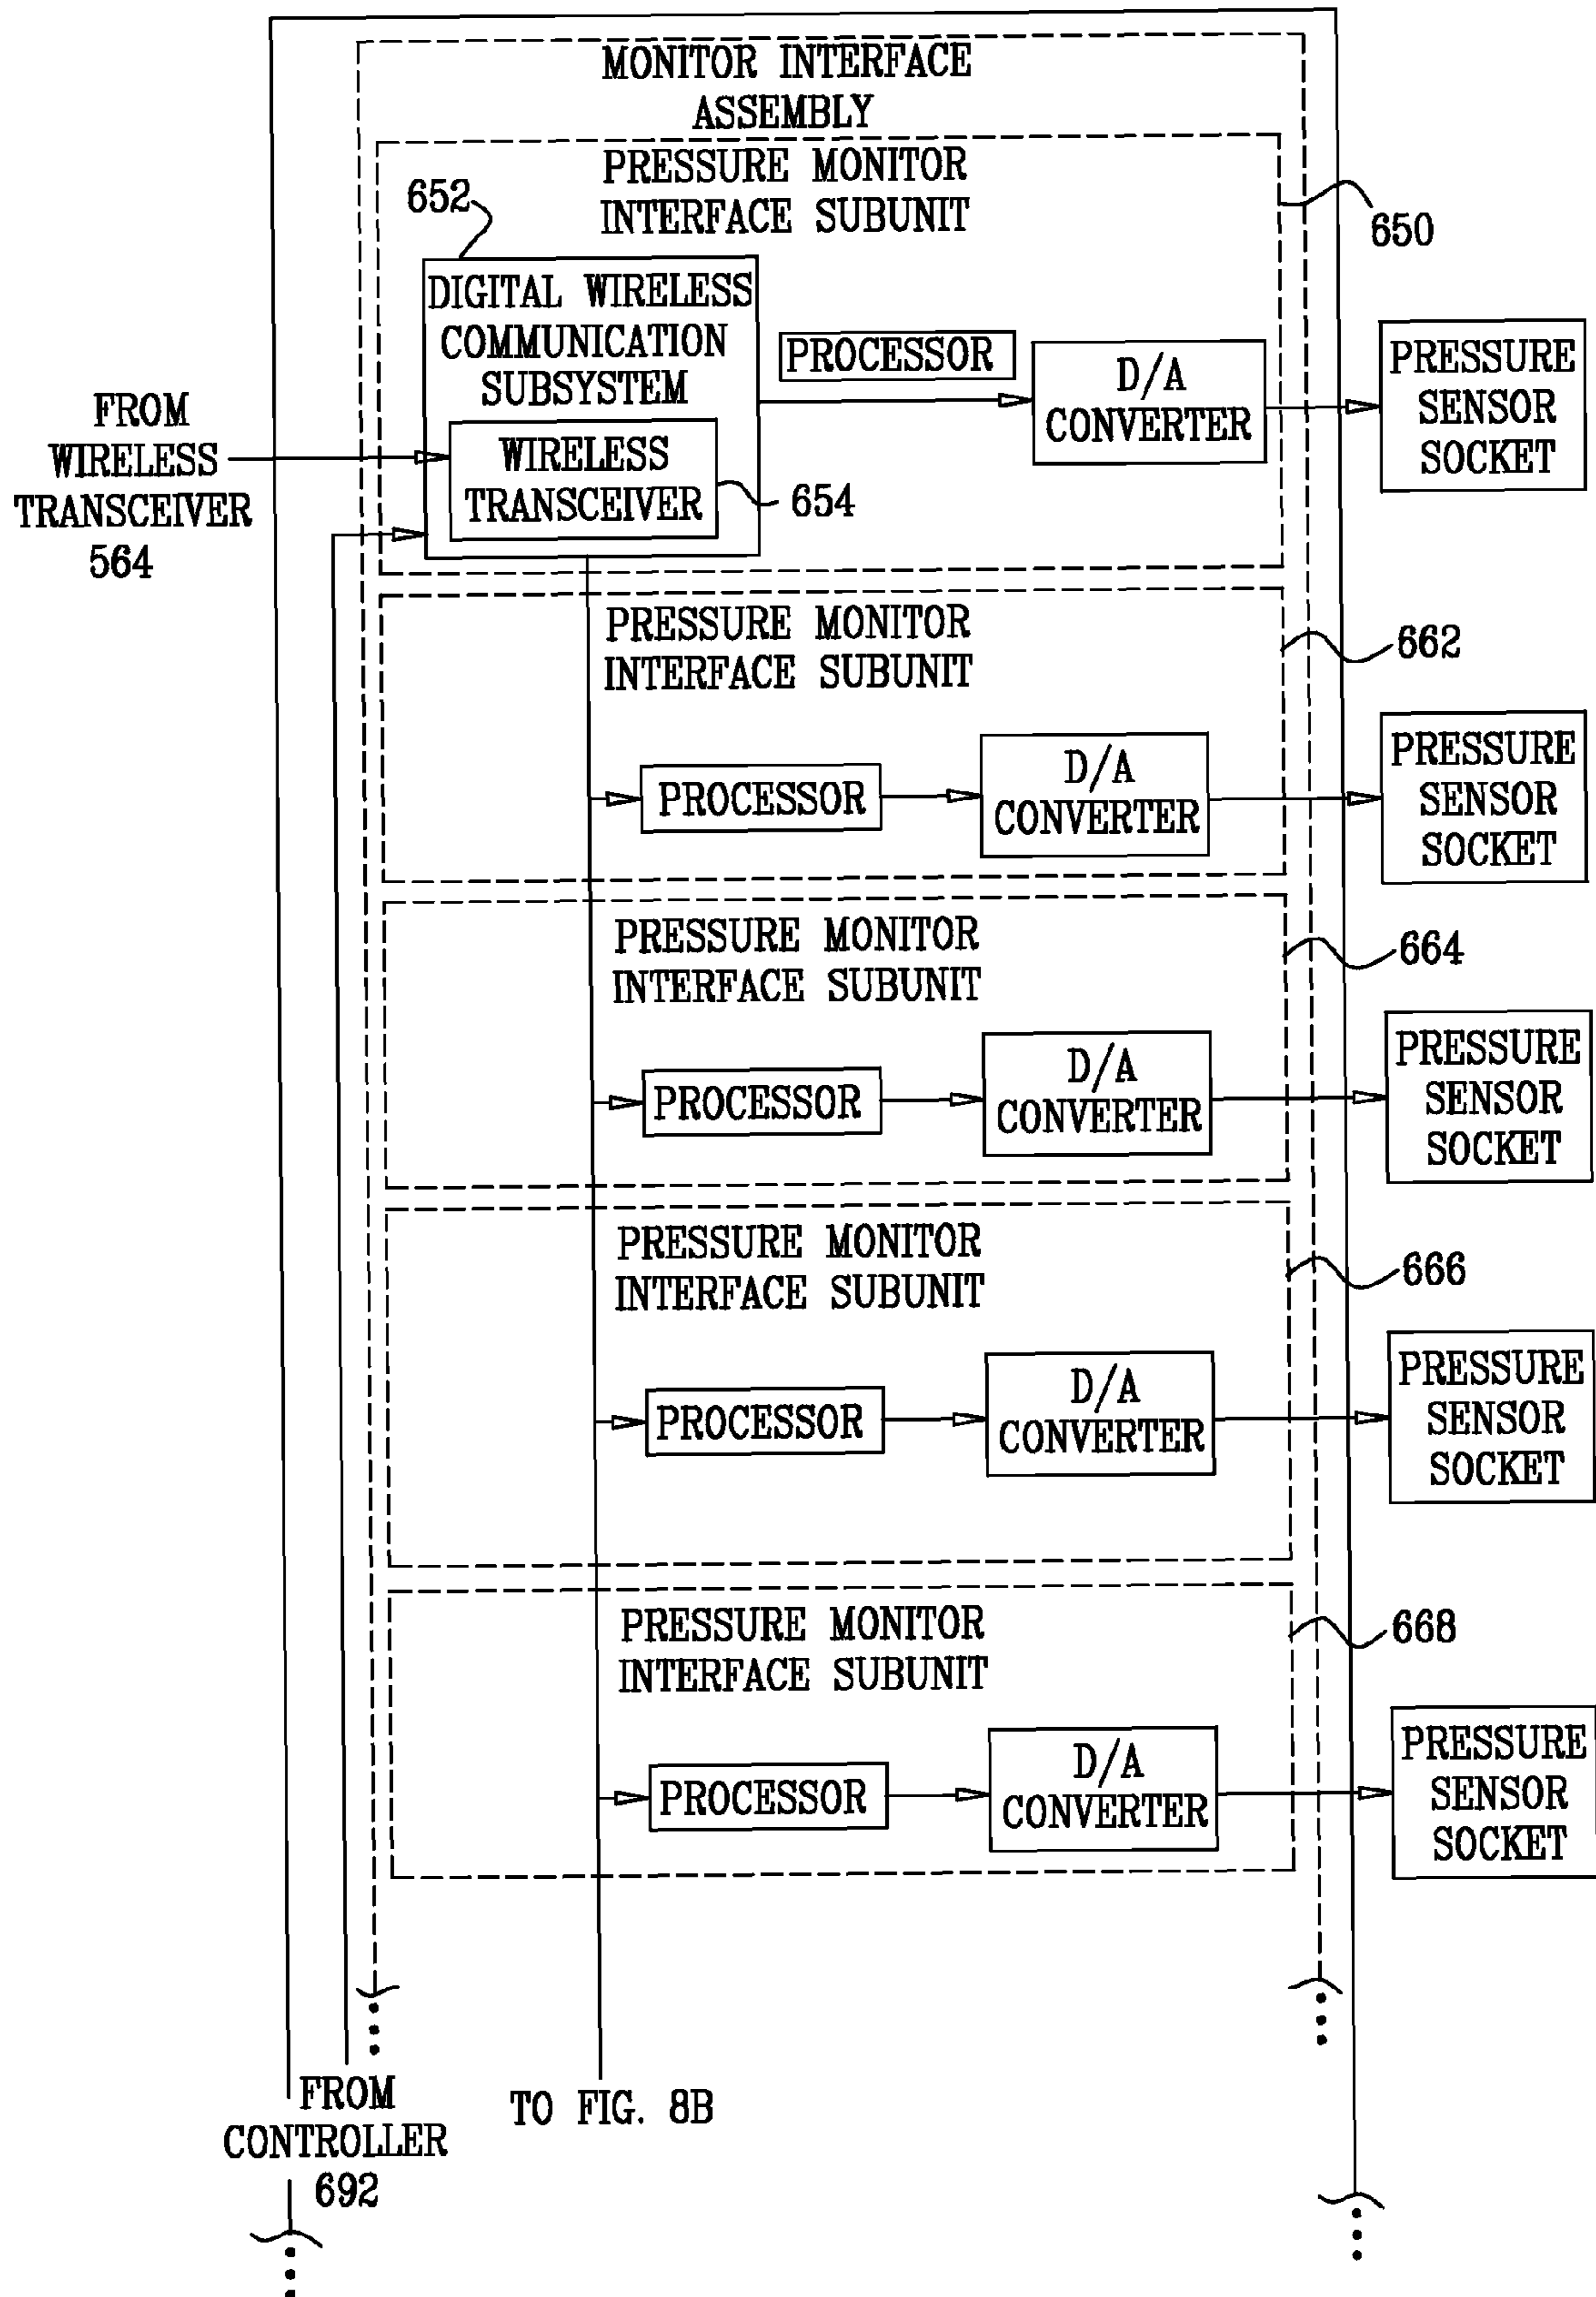 MONITOR INTERFACE
ASSEMBLY
PRESSURE MONITOR
INTERFACE SUBUNIT
652
650
DIGITAL WIRELESS
COMMUNICATION
SUBSYSTEM
WIRELESS
TRANSCEIVER
654
PROCESSOR
D/A
CONVERTER
PRESSURE
SENSOR
SOCKET
FROM
WIRELESS
TRANSCEIVER
564
PRESSURE MONITOR
INTERFACE SUBUNIT
662
PROCESSOR
D/A
CONVERTER
PRESSURE
SENSOR
SOCKET
PRESSURE MONITOR
INTERFACE SUBUNIT
664
PROCESSOR
D/A
CONVERTER
PRESSURE
SENSOR
SOCKET
PRESSURE MONITOR
INTERFACE SUBUNIT
666
PROCESSOR
D/A
CONVERTER
PRESSURE
SENSOR
SOCKET
PRESSURE MONITOR
INTERFACE SUBUNIT
668
PROCESSOR
D/A
CONVERTER
PRESSURE
SENSOR
SOCKET
FROM
CONTROLLER
692
TO FIG. 8B